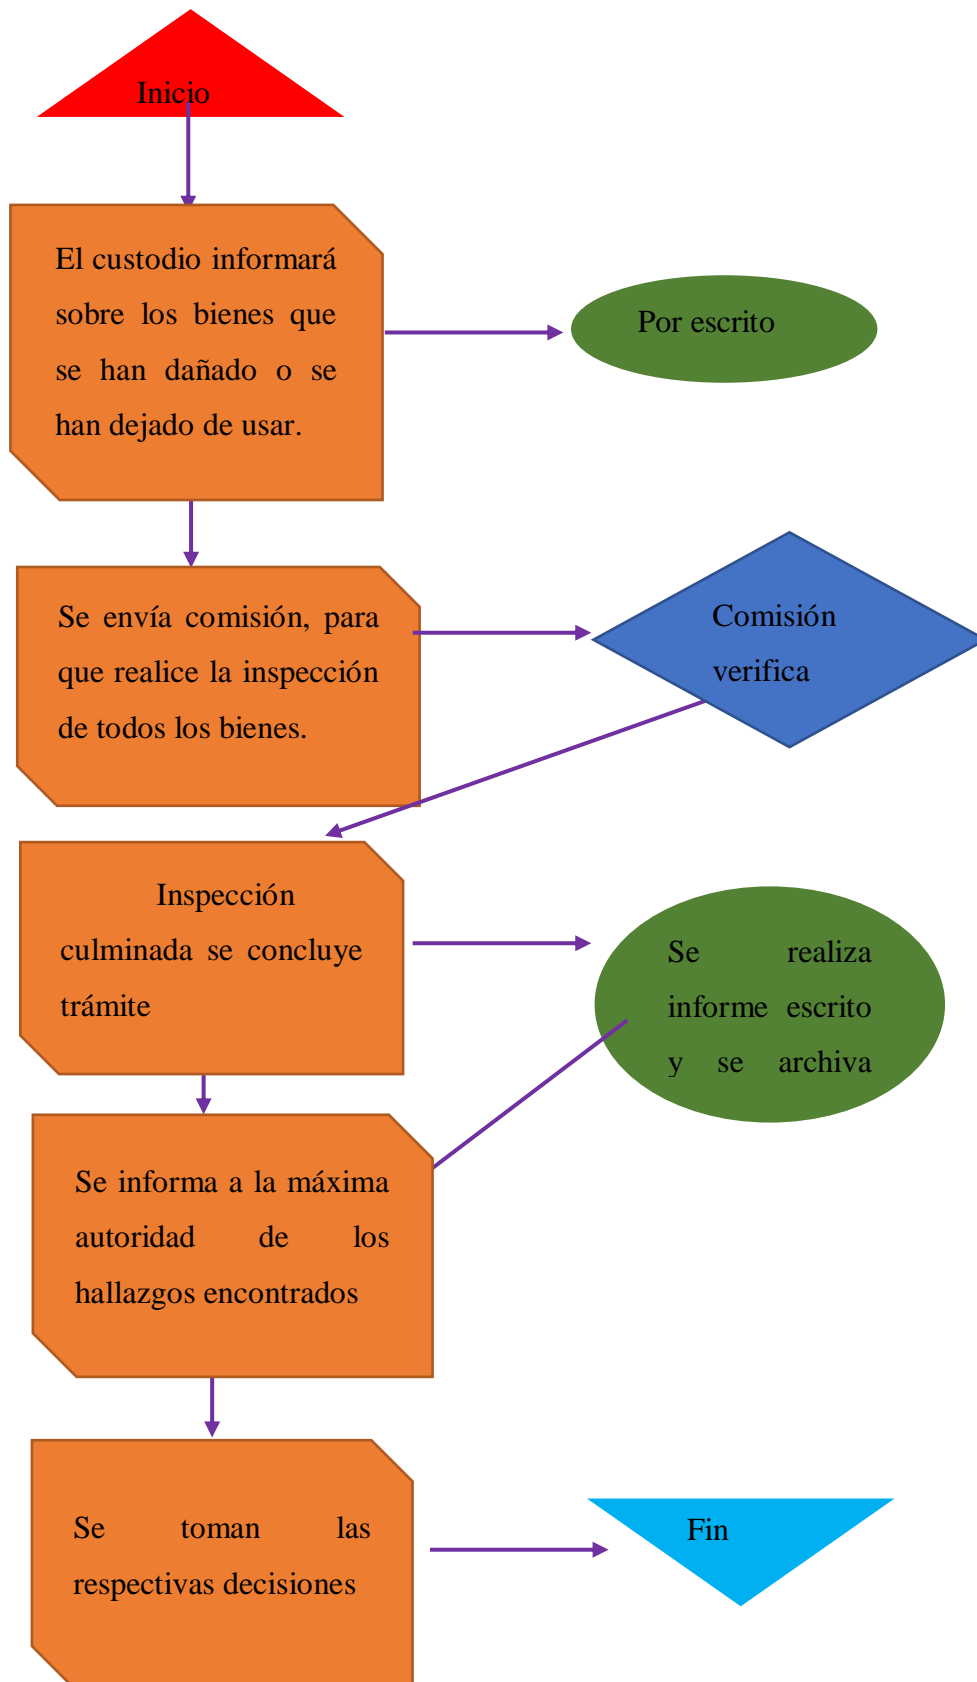 Inicio
El custodio informará
sobre los bienes que
se han dañado o se
han dejado de usar.
Por escrito
Se envía comisión, para
que realice la inspección
de todos los bienes.
Comisión
verifica
Inspección
culminada se concluye
trámite
Se realiza
informe escrito
y se archiva
Se informa a la máxima
autoridad de los
hallazgos encontrados
Se toman las
respectivas decisiones
Fin